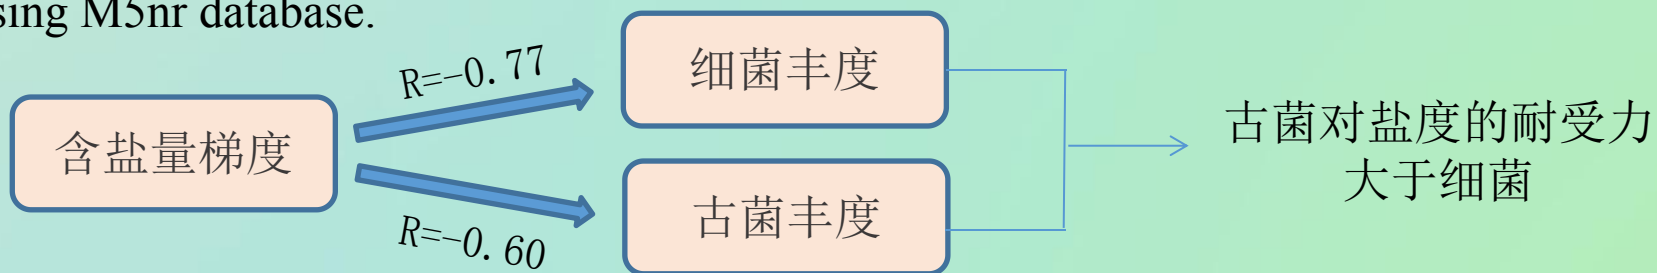 sing M5nr database.
含盐量梯度
R=-0.77
细菌丰度
R=-0.60
古菌丰度
古菌对盐度的耐受力
大于细菌